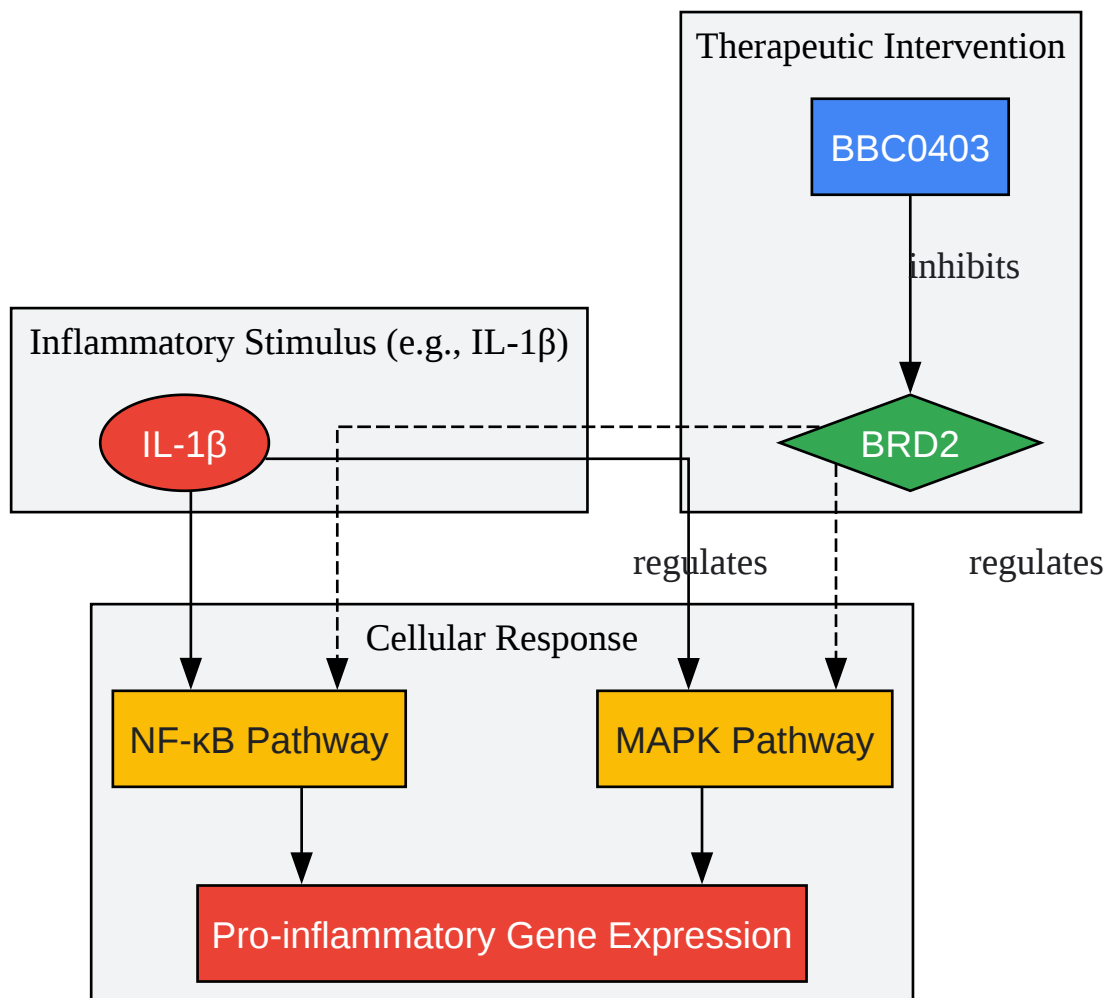 Therapeutic Intervention
BBC0403
inhibits
Inflammatory Stimulus (e.g., IL-1β)
IL-1β
BRD2
regulates
regulates
Cellular Response
NF-κB Pathway
MAPK Pathway
Pro-inflammatory Gene Expression